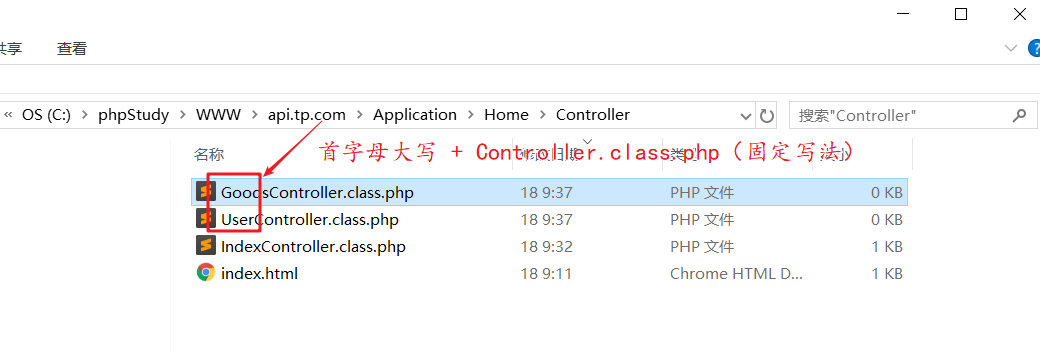 共享 查看
« OS (C:) > phpStudy > WWW > api.tp.com > Application > Home > Controller 搜索"Controller"
首字母大写 + Controller.class.php (固定写法)
名称
GoodsController.class.php 18 9:37 PHP 文件 0 KB
UserController.class.php 18 9:37 PHP 文件 0 KB
IndexController.class.php 18 9:32 PHP 文件 1 KB
index.html 18 9:11 Chrome HTML D... 1 KB